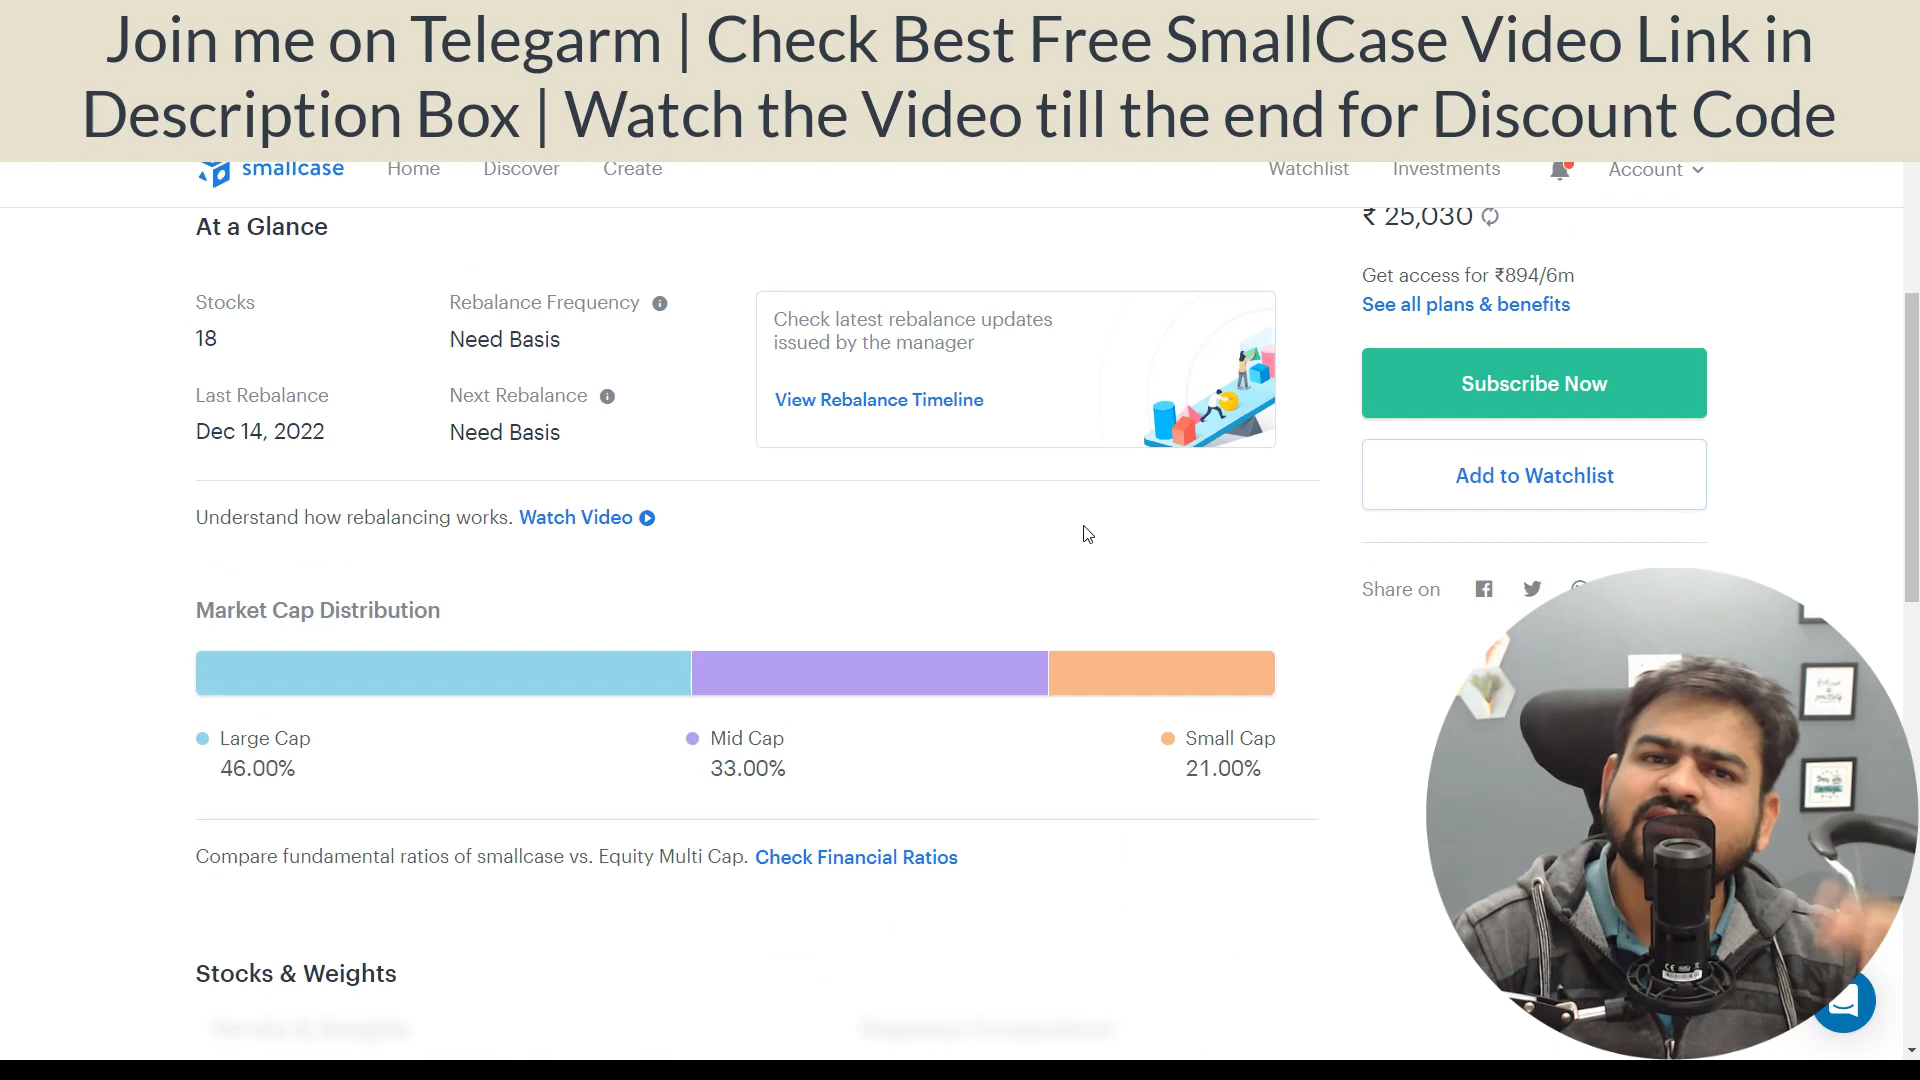 Join me on Telegarm | Check Best Free SmallCase Video Link in
Description Box | Watch the Video till the end for Discount Code
smallcase Home Discover Create Watchlist Investments Account
At a Glance
₹ 25,030
Get access for ₹894/6m
See all plans & benefits
Subscribe Now
Add to Watchlist
Share on
Stocks
18
Rebalance Frequency
Need Basis
Last Rebalance
Dec 14, 2022
Next Rebalance
Need Basis
Check latest rebalance updates
issued by the manager
View Rebalance Timeline
Understand how rebalancing works. Watch Video
Market Cap Distribution
Large Cap
46.00%
Mid Cap
33.00%
Small Cap
21.00%
Compare fundamental ratios of smallcase vs. Equity Multi Cap. Check Financial Ratios
Stocks & Weights